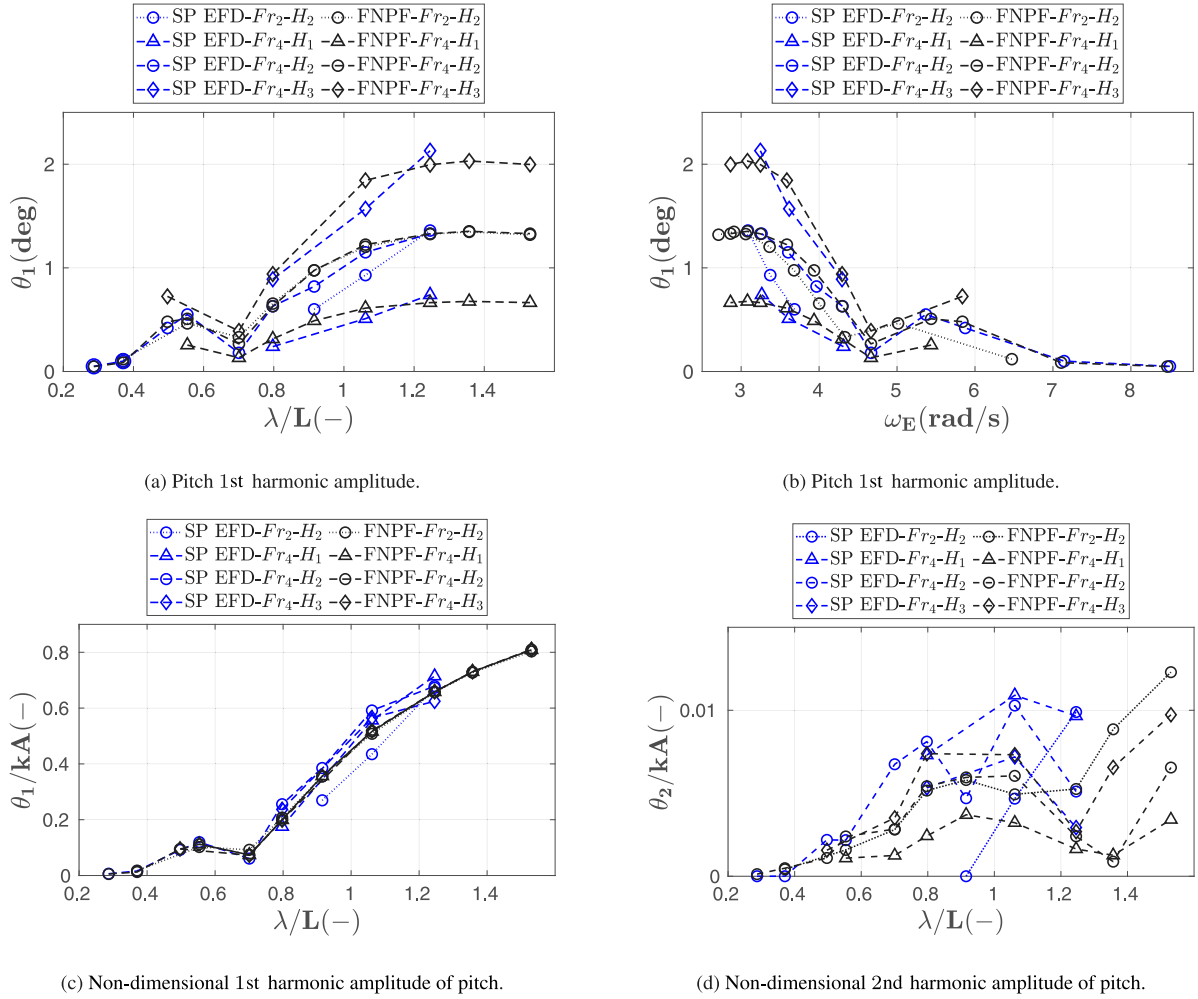 SP EFD-Fr₂-H₂ FNPF-Fr₂-H₂
SP EFD-Fr₄-H₁ FNPF-Fr₄-H₁
SP EFD-Fr₄-H₂ FNPF-Fr₄-H₂
SP EFD-Fr₄-H₃ FNPF-Fr₄-H₃
2
1
0
θ₁(deg)
0.2 0.4 0.6 0.8 1 1.2 1.4
λ/L(−)
(a) Pitch 1st harmonic amplitude.
SP EFD-Fr₂-H₂ FNPF-Fr₂-H₂
SP EFD-Fr₄-H₁ FNPF-Fr₄-H₁
SP EFD-Fr₄-H₂ FNPF-Fr₄-H₂
SP EFD-Fr₄-H₃ FNPF-Fr₄-H₃
2
1
0
θ₁(deg)
3 4 5 6 7 8
ω_E(rad/s)
(b) Pitch 1st harmonic amplitude.
SP EFD-Fr₂-H₂ FNPF-Fr₂-H₂
SP EFD-Fr₄-H₁ FNPF-Fr₄-H₁
SP EFD-Fr₄-H₂ FNPF-Fr₄-H₂
SP EFD-Fr₄-H₃ FNPF-Fr₄-H₃
0.8
0.6
0.4
0.2
0
θ₁/kA(−)
0.2 0.4 0.6 0.8 1 1.2 1.4
λ/L(−)
(c) Non-dimensional 1st harmonic amplitude of pitch.
SP EFD-Fr₂-H₂ FNPF-Fr₂-H₂
SP EFD-Fr₄-H₁ FNPF-Fr₄-H₁
SP EFD-Fr₄-H₂ FNPF-Fr₄-H₂
SP EFD-Fr₄-H₃ FNPF-Fr₄-H₃
0.01
0
θ₂/kA(−)
0.2 0.4 0.6 0.8 1 1.2 1.4
λ/L(−)
(d) Non-dimensional 2nd harmonic amplitude of pitch.